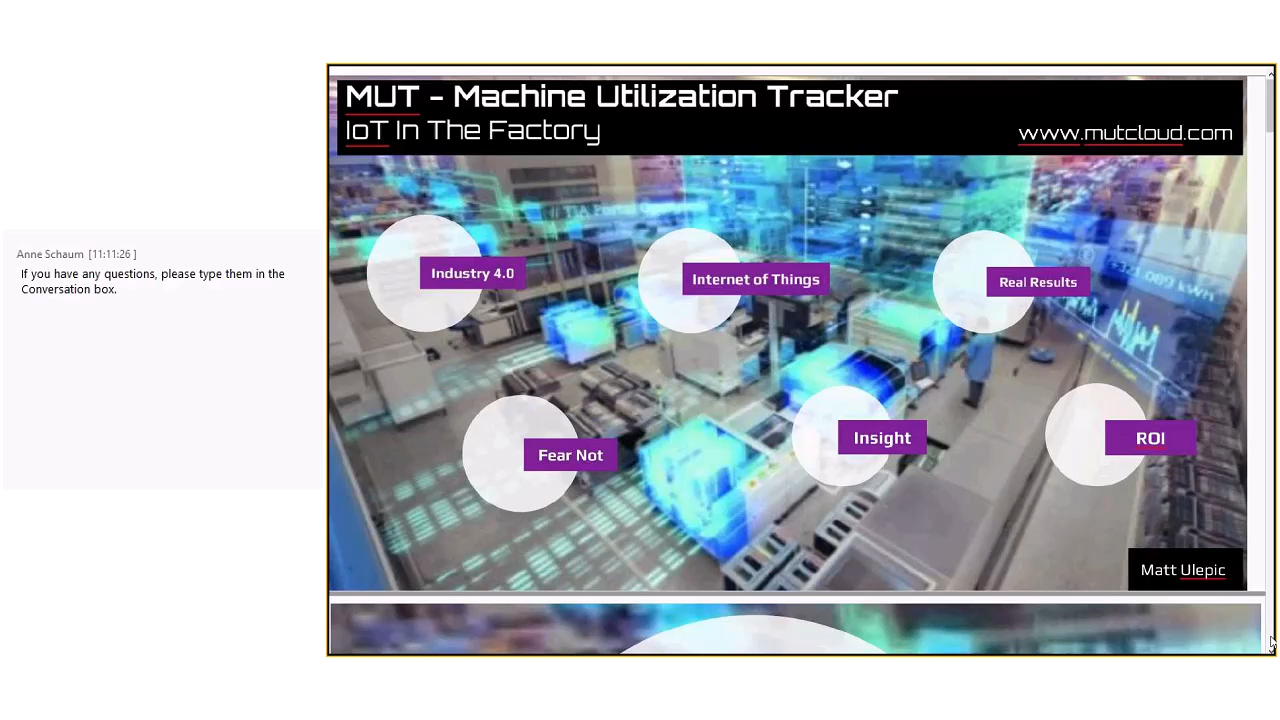 Anne Schaum [11:11:26 ]
If you have any questions, please type them in the
Conversation box.
MUT - Machine Utilization Tracker
IoT In The Factory
www.mutcloud.com
Industry 4.0
Internet of Things
Real Results
Fear Not
Insight
ROI
Matt Ulepic